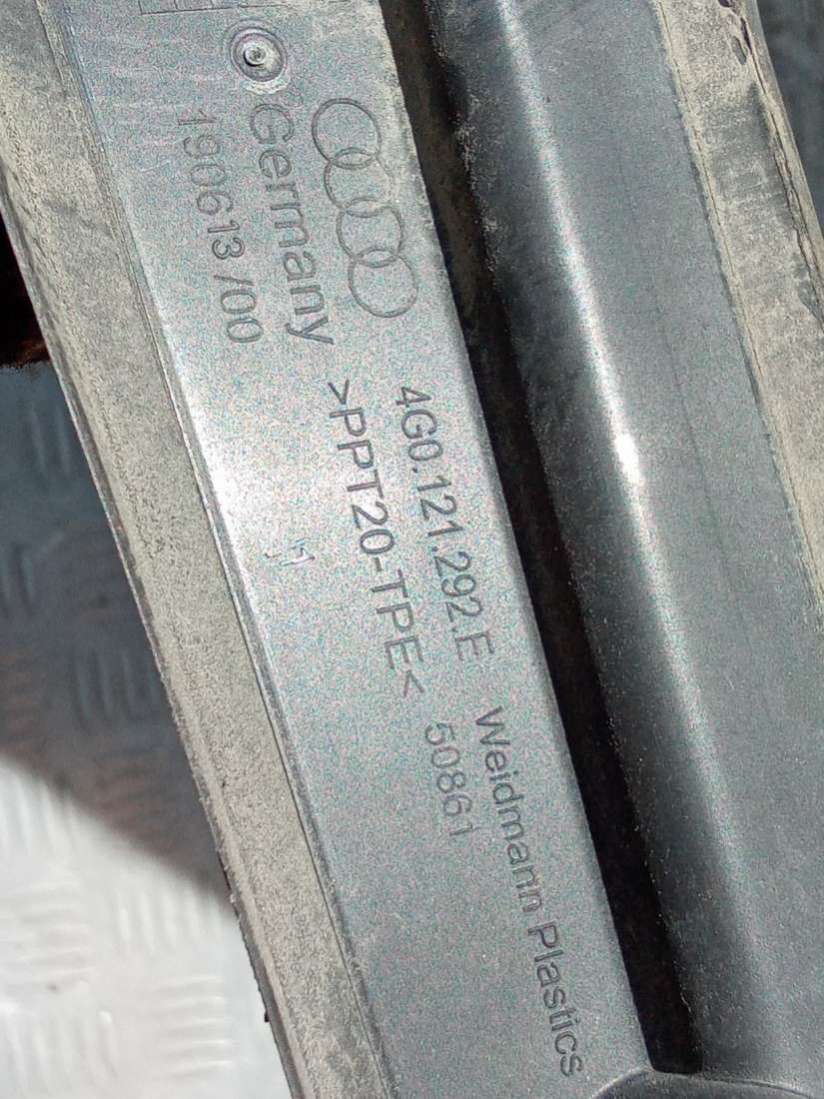 4G0.121.292.E Weidmann Plastics
Germany >PPT20-TPE< 50861
190613 /00